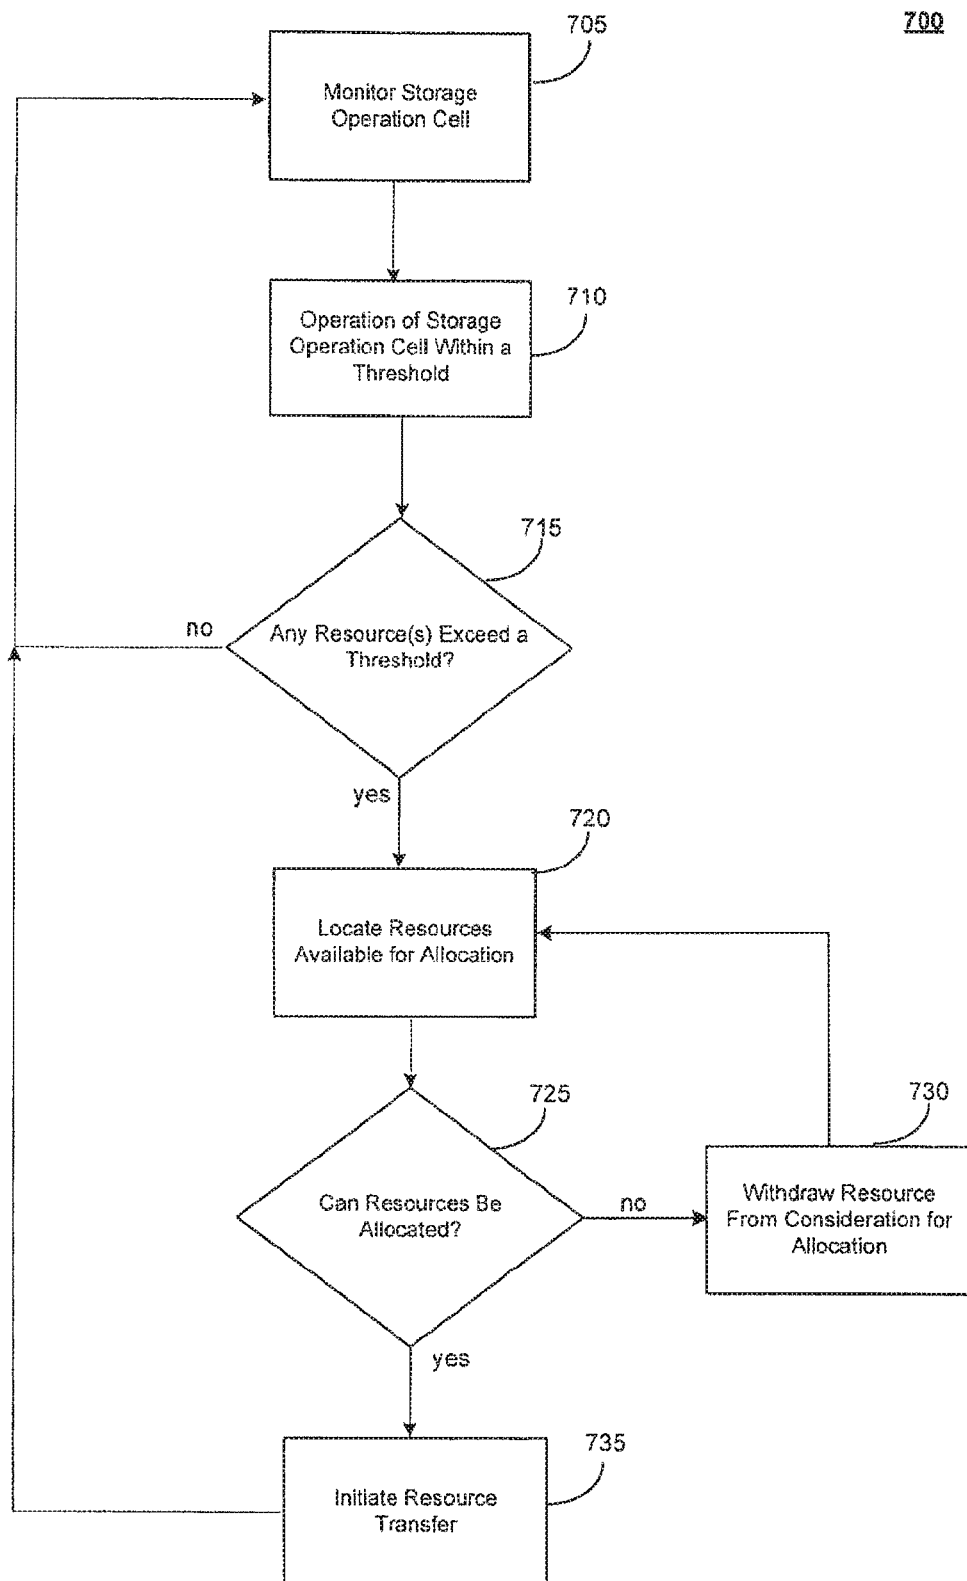 700
705
Monitor Storage
Operation Cell
710
Operation of Storage
Operation Cell Within a
Threshold
715
no
Any Resource(s) Exceed a
Threshold?
yes
720
Locate Resources
Available for Allocation
725
730
Can Resources Be
Allocated?
no
Withdraw Resource
From Consideration for
Allocation
yes
735
Initiate Resource
Transfer